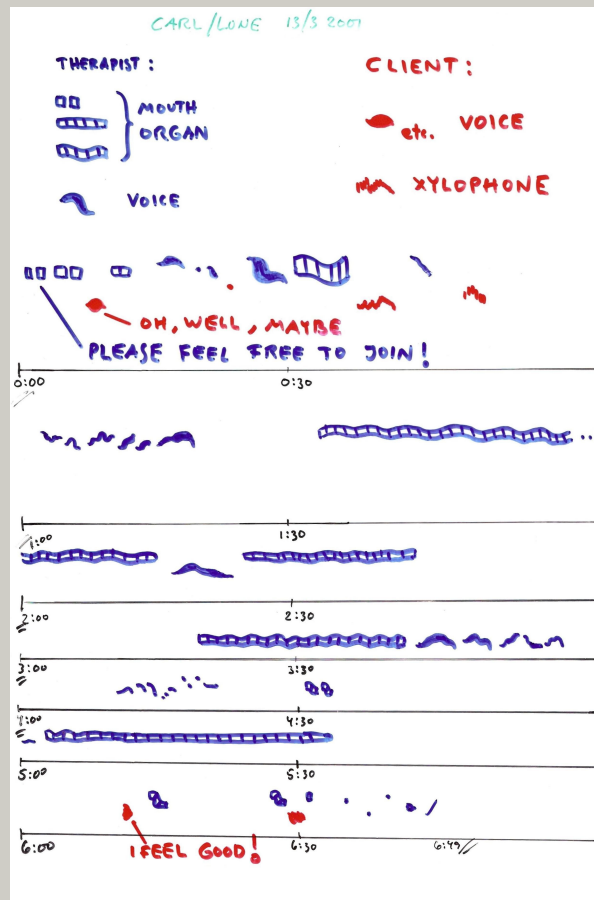 CARL/LONE 13/3 2001
THERAPIST: CLIENT:
MOUTH
ORGAN
etc. VOICE
VOICE
XYLOPHONE
OH, WELL, MAYBE
PLEASE FEEL FREE TO JOIN!
0:00 0:30
1:00 1:30
2:00 2:30
3:00 3:30
4:00 4:30
5:00 5:30
6:00 6:30 6:49
I FEEL GOOD!